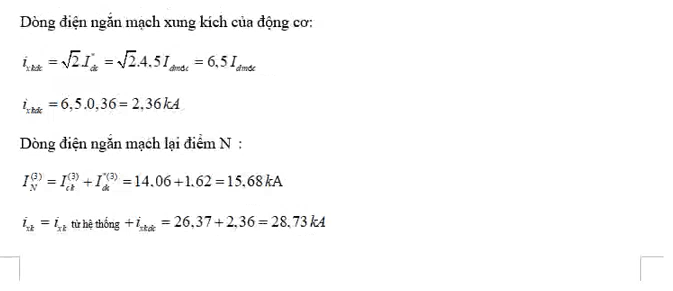 Dòng điện ngắn mạch xung kích của động cơ:
i_xkđc = √2.I''_đc = √2.4,5 I_đmđc = 6,5 I_đmđc
i_xkđc = 6,5.0,36 = 2,36 kA
Dòng điện ngắn mạch lại điểm N :
I_N^(3) = I_ck^(3) + I''_đc^(3) = 14,06 + 1,62 = 15,68 kA
i_xk = i_xk từ hệ thống + i_xkđc = 26,37 + 2,36 = 28,73 kA